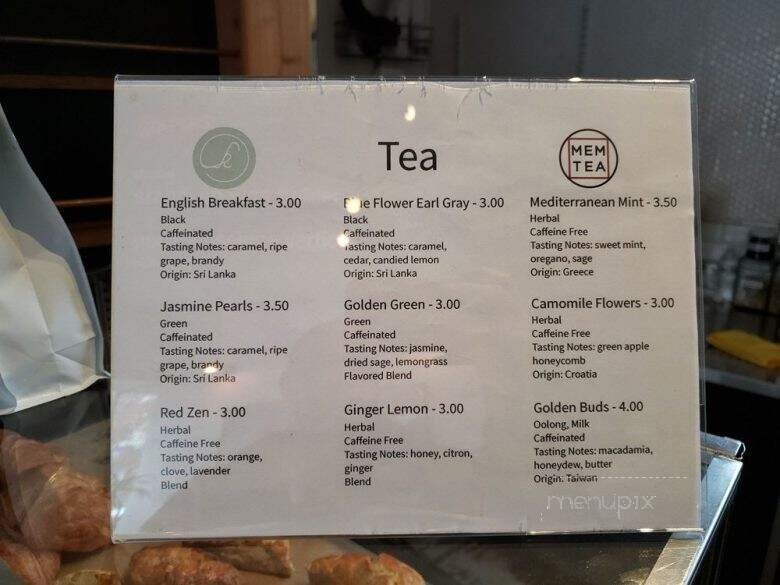 Tea
MEM
TEA
English Breakfast - 3.00
Black
Caffeinated
Tasting Notes: caramel, ripe
grape, brandy
Origin: Sri Lanka
Blue Flower Earl Gray - 3.00
Black
Caffeinated
Tasting Notes: caramel,
cedar, candied lemon
Origin: Sri Lanka
Mediterranean Mint - 3.50
Herbal
Caffeine Free
Tasting Notes: sweet mint,
oregano, sage
Origin: Greece
Jasmine Pearls - 3.50
Green
Caffeinated
Tasting Notes: caramel, ripe
grape, brandy
Origin: Sri Lanka
Golden Green - 3.00
Green
Caffeinated
Tasting Notes: jasmine,
dried sage, lemongrass
Flavored Blend
Camomile Flowers - 3.00
Herbal
Caffeine Free
Tasting Notes: green apple
honeycomb
Origin: Croatia
Red Zen - 3.00
Herbal
Caffeine Free
Tasting Notes: orange,
clove, lavender
Blend
Ginger Lemon - 3.00
Herbal
Caffeine Free
Tasting Notes: honey, citron,
ginger
Blend
Golden Buds - 4.00
Oolong, Milk
Caffeinated
Tasting Notes: macadamia,
honeydew, butter
Origin: Taiwan
menupix